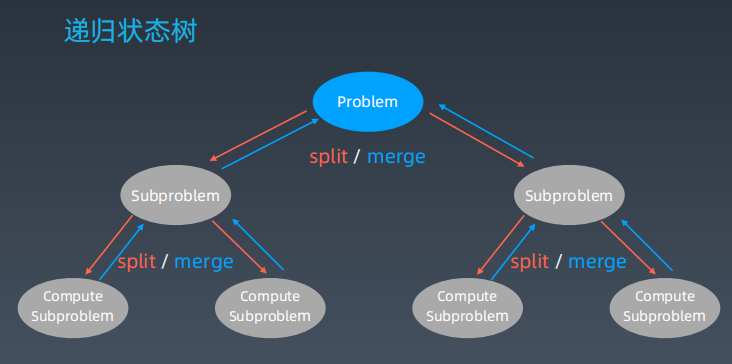 递归状态树
Problem
split / merge
Subproblem
Subproblem
split / merge
split / merge
Compute
Subproblem
Compute
Subproblem
Compute
Subproblem
Compute
Subproblem